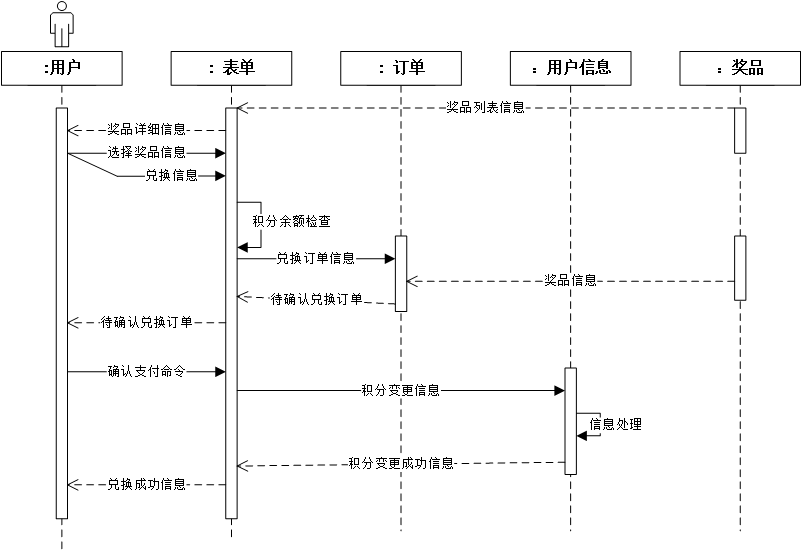 :用户
：表单
：订单
：用户信息
：奖品
奖品列表信息
奖品详细信息
选择奖品信息
兑换信息
积分余额检查
兑换订单信息
奖品信息
待确认兑换订单
待确认兑换订单
确认支付命令
积分变更信息
信息处理
积分变更成功信息
兑换成功信息